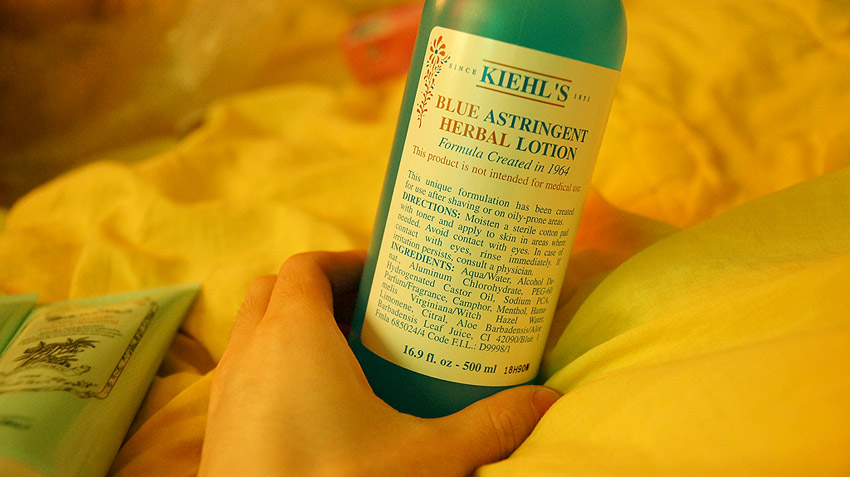 SINCE KIEHL'S 1851
BLUE ASTRINGENT
HERBAL LOTION
Formula Created in 1964
This product is not intended for medical use.
This unique formulation has been created
for use after shaving or on oily-prone areas.
DIRECTIONS: Moisten a sterile cotton pad
with toner and apply to skin in areas where
needed. Avoid contact with eyes. In case of
contact with eyes, rinse immediately. If
irritation persists, consult a physician.
INGREDIENTS: Aqua/Water, Alcohol De-
nat., Aluminum Chlorohydrate, PEG-60
Hydrogenated Castor Oil, Sodium PCA,
Parfum/Fragrance, Camphor, Menthol, Hama-
melis Virginiana/Witch Hazel Water,
Limonene, Citral, Aloe Barbadensis/Aloe
Barbadensis Leaf Juice, CI 42090/Blue 1
Fmla 685024/4 Code F.I.L.: D9998/1
16.9 fl. oz - 500 ml 18H90M